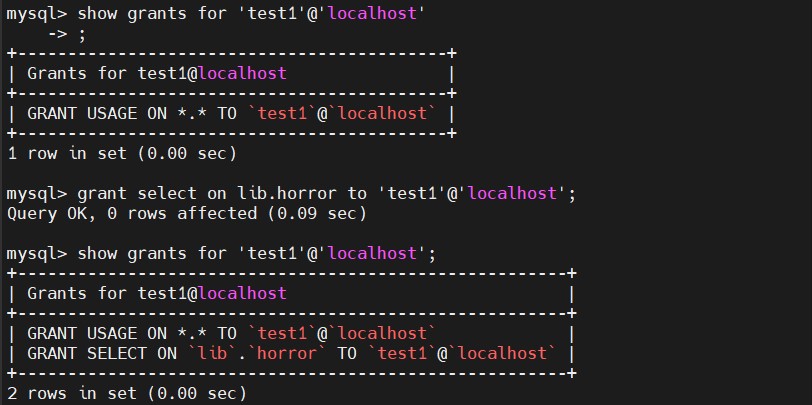 mysql> show grants for 'test1'@'localhost'
    -> ;
+-------------------------------------------+
| Grants for test1@localhost                |
+-------------------------------------------+
| GRANT USAGE ON *.* TO `test1`@`localhost` |
+-------------------------------------------+
1 row in set (0.00 sec)
mysql> grant select on lib.horror to 'test1'@'localhost';
Query OK, 0 rows affected (0.09 sec)
mysql> show grants for 'test1'@'localhost';
+-------------------------------------------------------+
| Grants for test1@localhost                            |
+-------------------------------------------------------+
| GRANT USAGE ON *.* TO `test1`@`localhost`             |
| GRANT SELECT ON `lib`.`horror` TO `test1`@`localhost` |
+-------------------------------------------------------+
2 rows in set (0.00 sec)